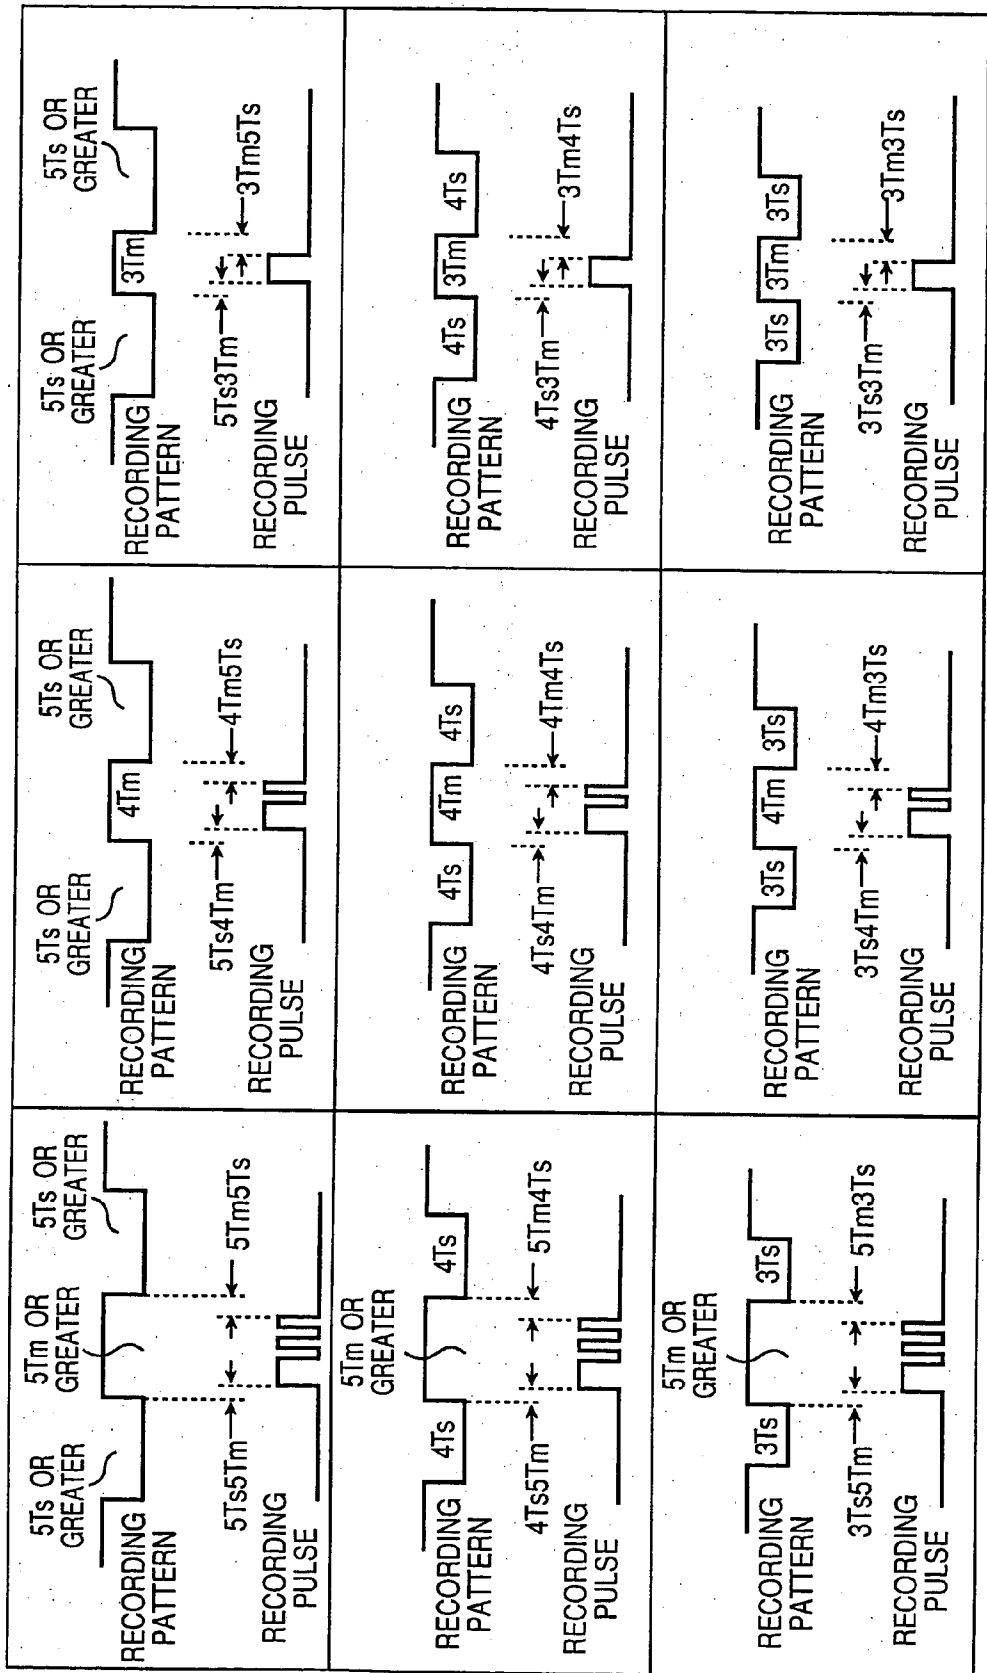 5Ts OR
GREATER
5Tm OR
GREATER
5Ts OR
GREATER
RECORDING
PATTERN
5Ts5Tm
5Tm5Ts
RECORDING
PULSE
5Ts OR
GREATER
4Tm
5Ts OR
GREATER
RECORDING
PATTERN
5Ts4Tm
4Tm5Ts
RECORDING
PULSE
5Ts OR
GREATER
3Tm
5Ts OR
GREATER
RECORDING
PATTERN
5Ts3Tm
3Tm5Ts
RECORDING
PULSE
5Tm OR
GREATER
4Ts
4Ts
RECORDING
PATTERN
4Ts5Tm
5Tm4Ts
RECORDING
PULSE
4Ts
4Tm
4Ts
RECORDING
PATTERN
4Ts4Tm
4Tm4Ts
RECORDING
PULSE
4Ts
3Tm
4Ts
RECORDING
PATTERN
4Ts3Tm
3Tm4Ts
RECORDING
PULSE
5Tm OR
GREATER
3Ts
3Ts
RECORDING
PATTERN
3Ts5Tm
5Tm3Ts
RECORDING
PULSE
3Ts
4Tm
3Ts
RECORDING
PATTERN
3Ts4Tm
4Tm3Ts
RECORDING
PULSE
3Ts
3Tm
3Ts
RECORDING
PATTERN
3Ts3Tm
3Tm3Ts
RECORDING
PULSE